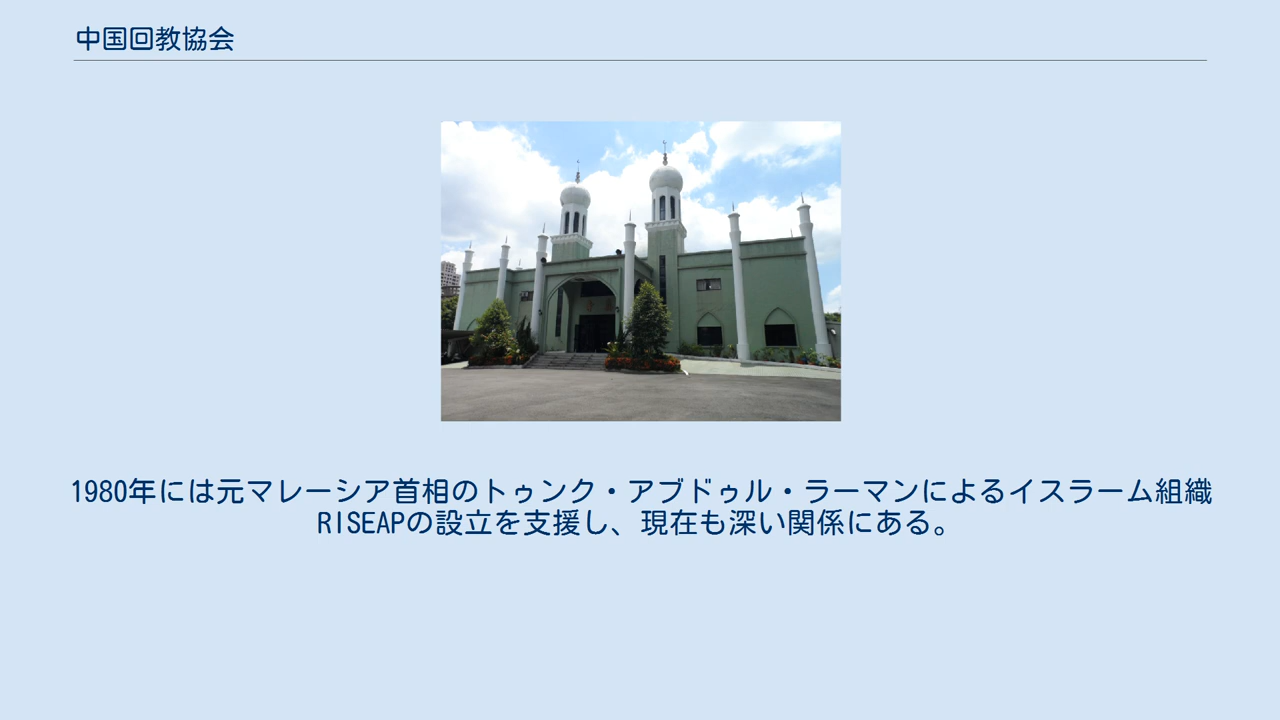 中国回教協会
1980年には元マレーシア首相のトゥンク・アブドゥル・ラーマンによるイスラーム組織
RISEAPの設立を支援し、現在も深い関係にある。